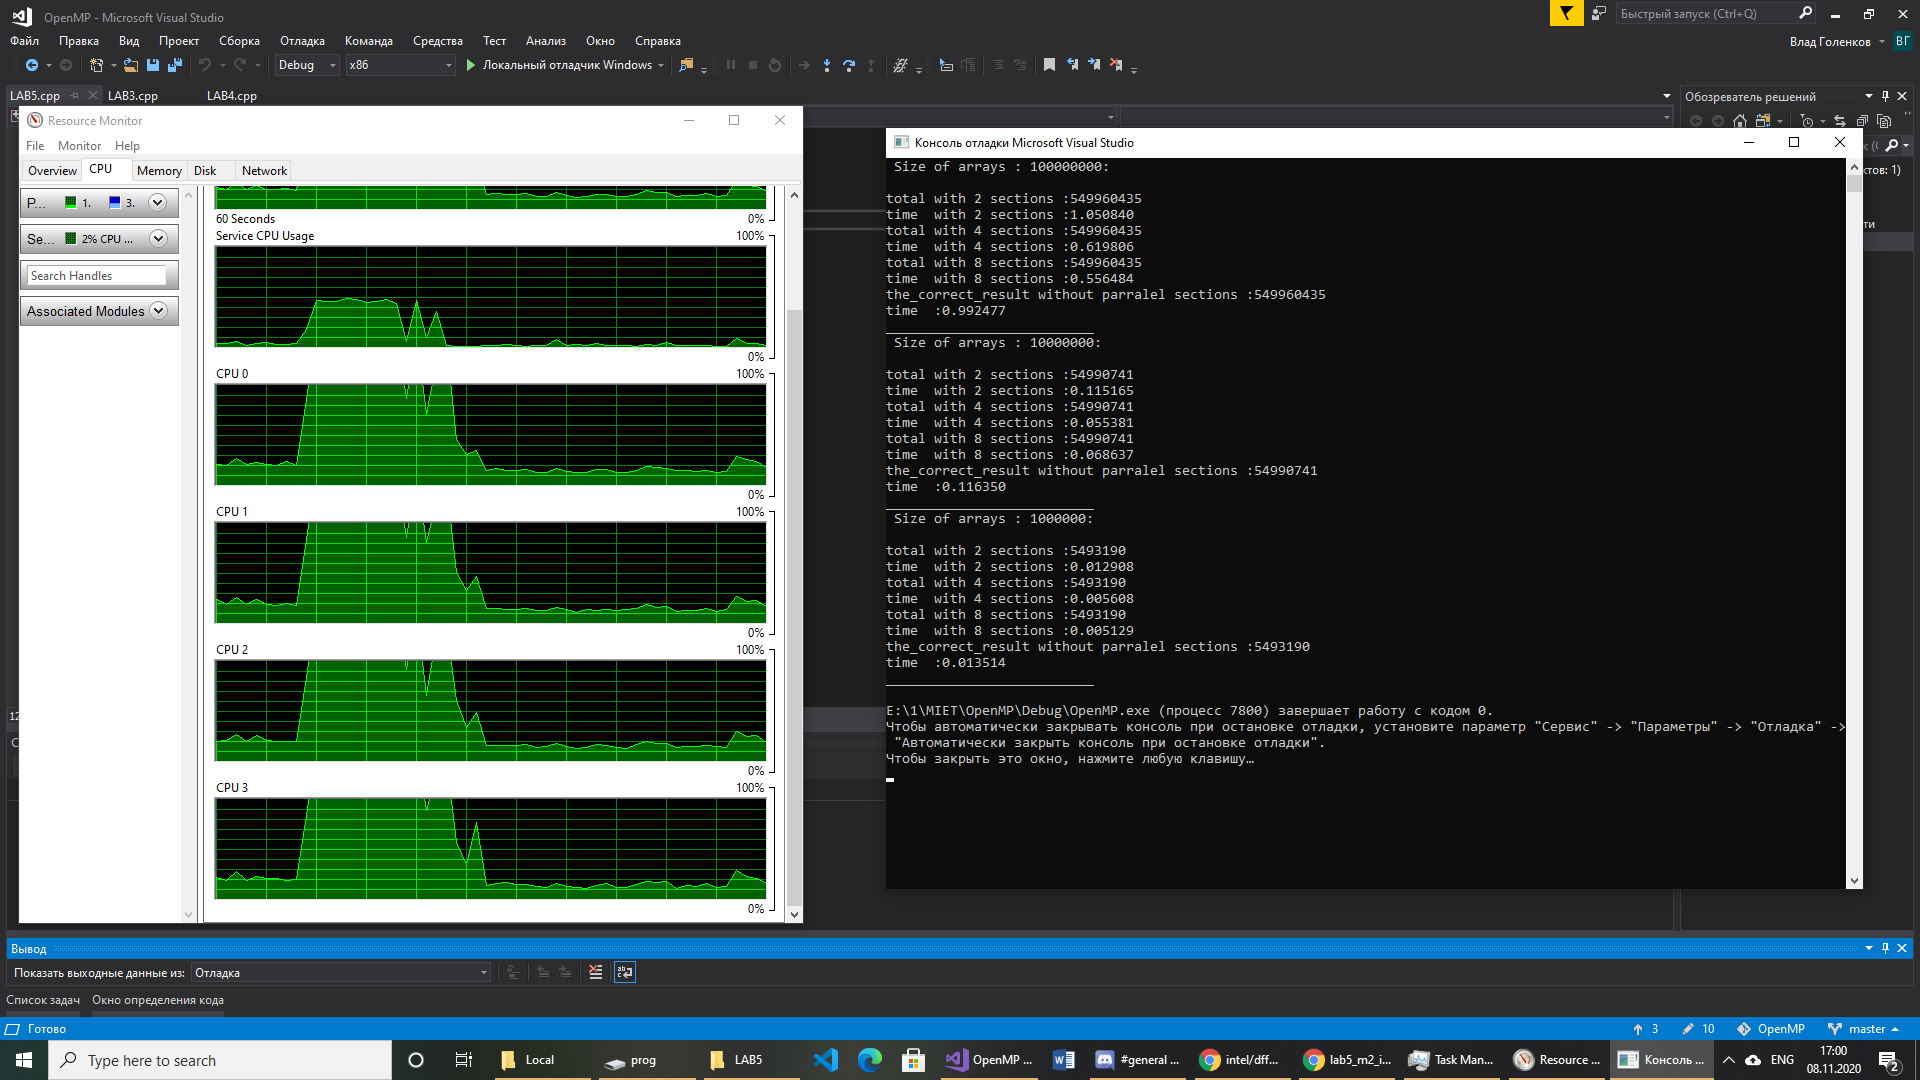 OpenMP - Microsoft Visual Studio
Быстрый запуск (Ctrl+Q)
Файл Правка Вид Проект Сборка Отладка Команда Средства Тест Анализ Окно Справка
Влад Голенков ВГ
Debug x86 Локальный отладчик Windows
LAB5.cpp LAB3.cpp LAB4.cpp
Обозреватель решений
Resource Monitor
File Monitor Help
Overview CPU Memory Disk Network
P... 1. 3.
Se... 2% CPU ...
Search Handles
Associated Modules
60 Seconds 0%
Service CPU Usage 100%
0%
CPU 0 100%
0%
CPU 1 100%
0%
CPU 2 100%
0%
CPU 3 100%
0%
Консоль отладки Microsoft Visual Studio
Size of arrays : 100000000:
total with 2 sections :549960435
time  with 2 sections :1.050840
total with 4 sections :549960435
time  with 4 sections :0.619806
total with 8 sections :549960435
time  with 8 sections :0.556484
the_correct_result without parralel sections :549960435
time  :0.992477
__________________________
Size of arrays : 10000000:
total with 2 sections :54990741
time  with 2 sections :0.115165
total with 4 sections :54990741
time  with 4 sections :0.055381
total with 8 sections :54990741
time  with 8 sections :0.068637
the_correct_result without parralel sections :54990741
time  :0.116350
__________________________
Size of arrays : 1000000:
total with 2 sections :5493190
time  with 2 sections :0.012908
total with 4 sections :5493190
time  with 4 sections :0.005608
total with 8 sections :5493190
time  with 8 sections :0.005129
the_correct_result without parralel sections :5493190
time  :0.013514
__________________________
E:\1\MIET\OpenMP\Debug\OpenMP.exe (процесс 7800) завершает работу с кодом 0.
Чтобы автоматически закрывать консоль при остановке отладки, установите параметр "Сервис" -> "Параметры" -> "Отладка" ->
"Автоматически закрыть консоль при остановке отладки".
Чтобы закрыть это окно, нажмите любую клавишу…
ктов: 1)
ти
12
Вывод
Показать выходные данные из: Отладка
Список задач Окно определения кода
Готово
3 10 OpenMP master
Type here to search
Local prog LAB5 OpenMP ... #general ... intel/dff... lab5_m2_i... Task Man... Resource ... Консоль ...
ENG
17:00
08.11.2020
2